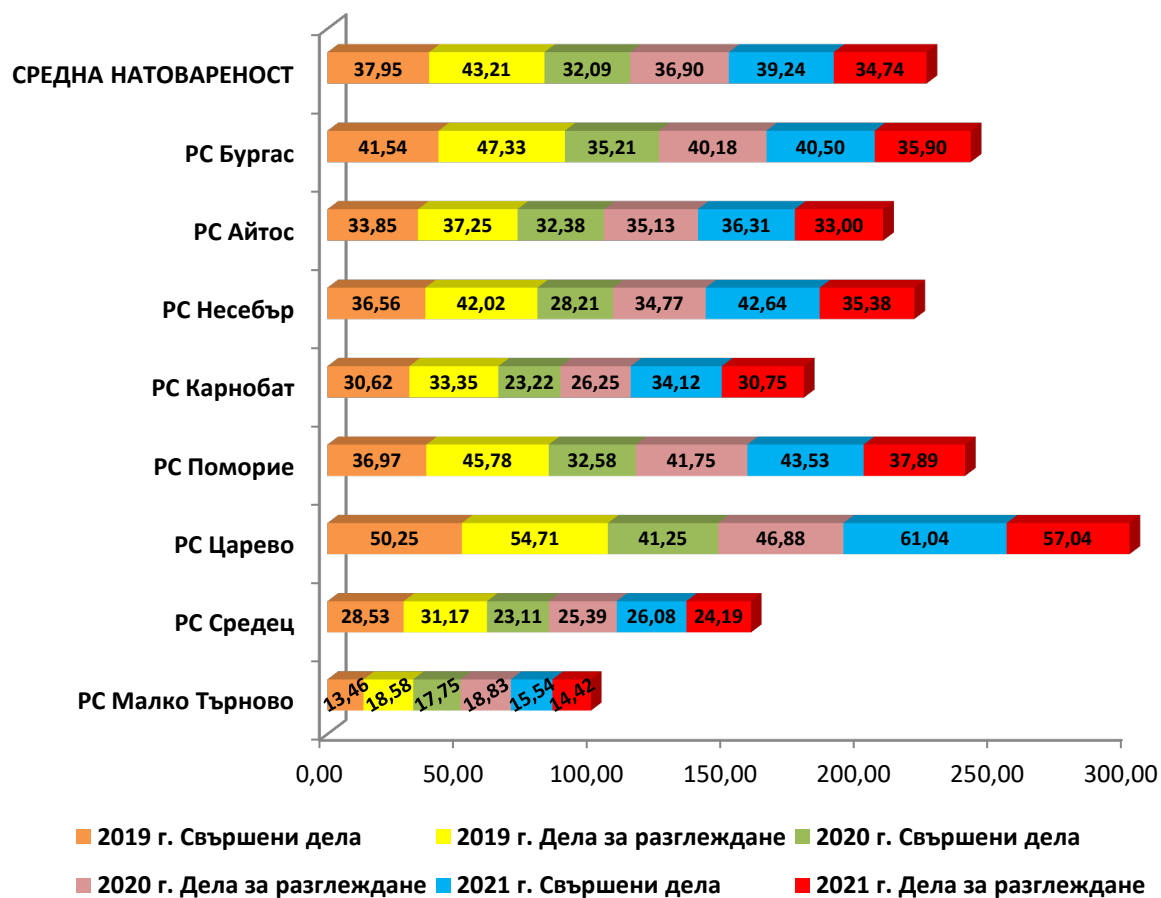 СРЕДНА НАТОВАРЕНОСТ 37,95 43,21 32,09 36,90 39,24 34,74
РС Бургас 41,54 47,33 35,21 40,18 40,50 35,90
РС Айтос 33,85 37,25 32,38 35,13 36,31 33,00
РС Несебър 36,56 42,02 28,21 34,77 42,64 35,38
РС Карнобат 30,62 33,35 23,22 26,25 34,12 30,75
РС Поморие 36,97 45,78 32,58 41,75 43,53 37,89
РС Царево 50,25 54,71 41,25 46,88 61,04 57,04
РС Средец 28,53 31,17 23,11 25,39 26,08 24,19
РС Малко Търново 13,46 18,58 17,75 18,83 15,54 14,42
0,00 50,00 100,00 150,00 200,00 250,00 300,00
2019 г. Свършени дела 2019 г. Дела за разглеждане 2020 г. Свършени дела
2020 г. Дела за разглеждане 2021 г. Свършени дела 2021 г. Дела за разглеждане